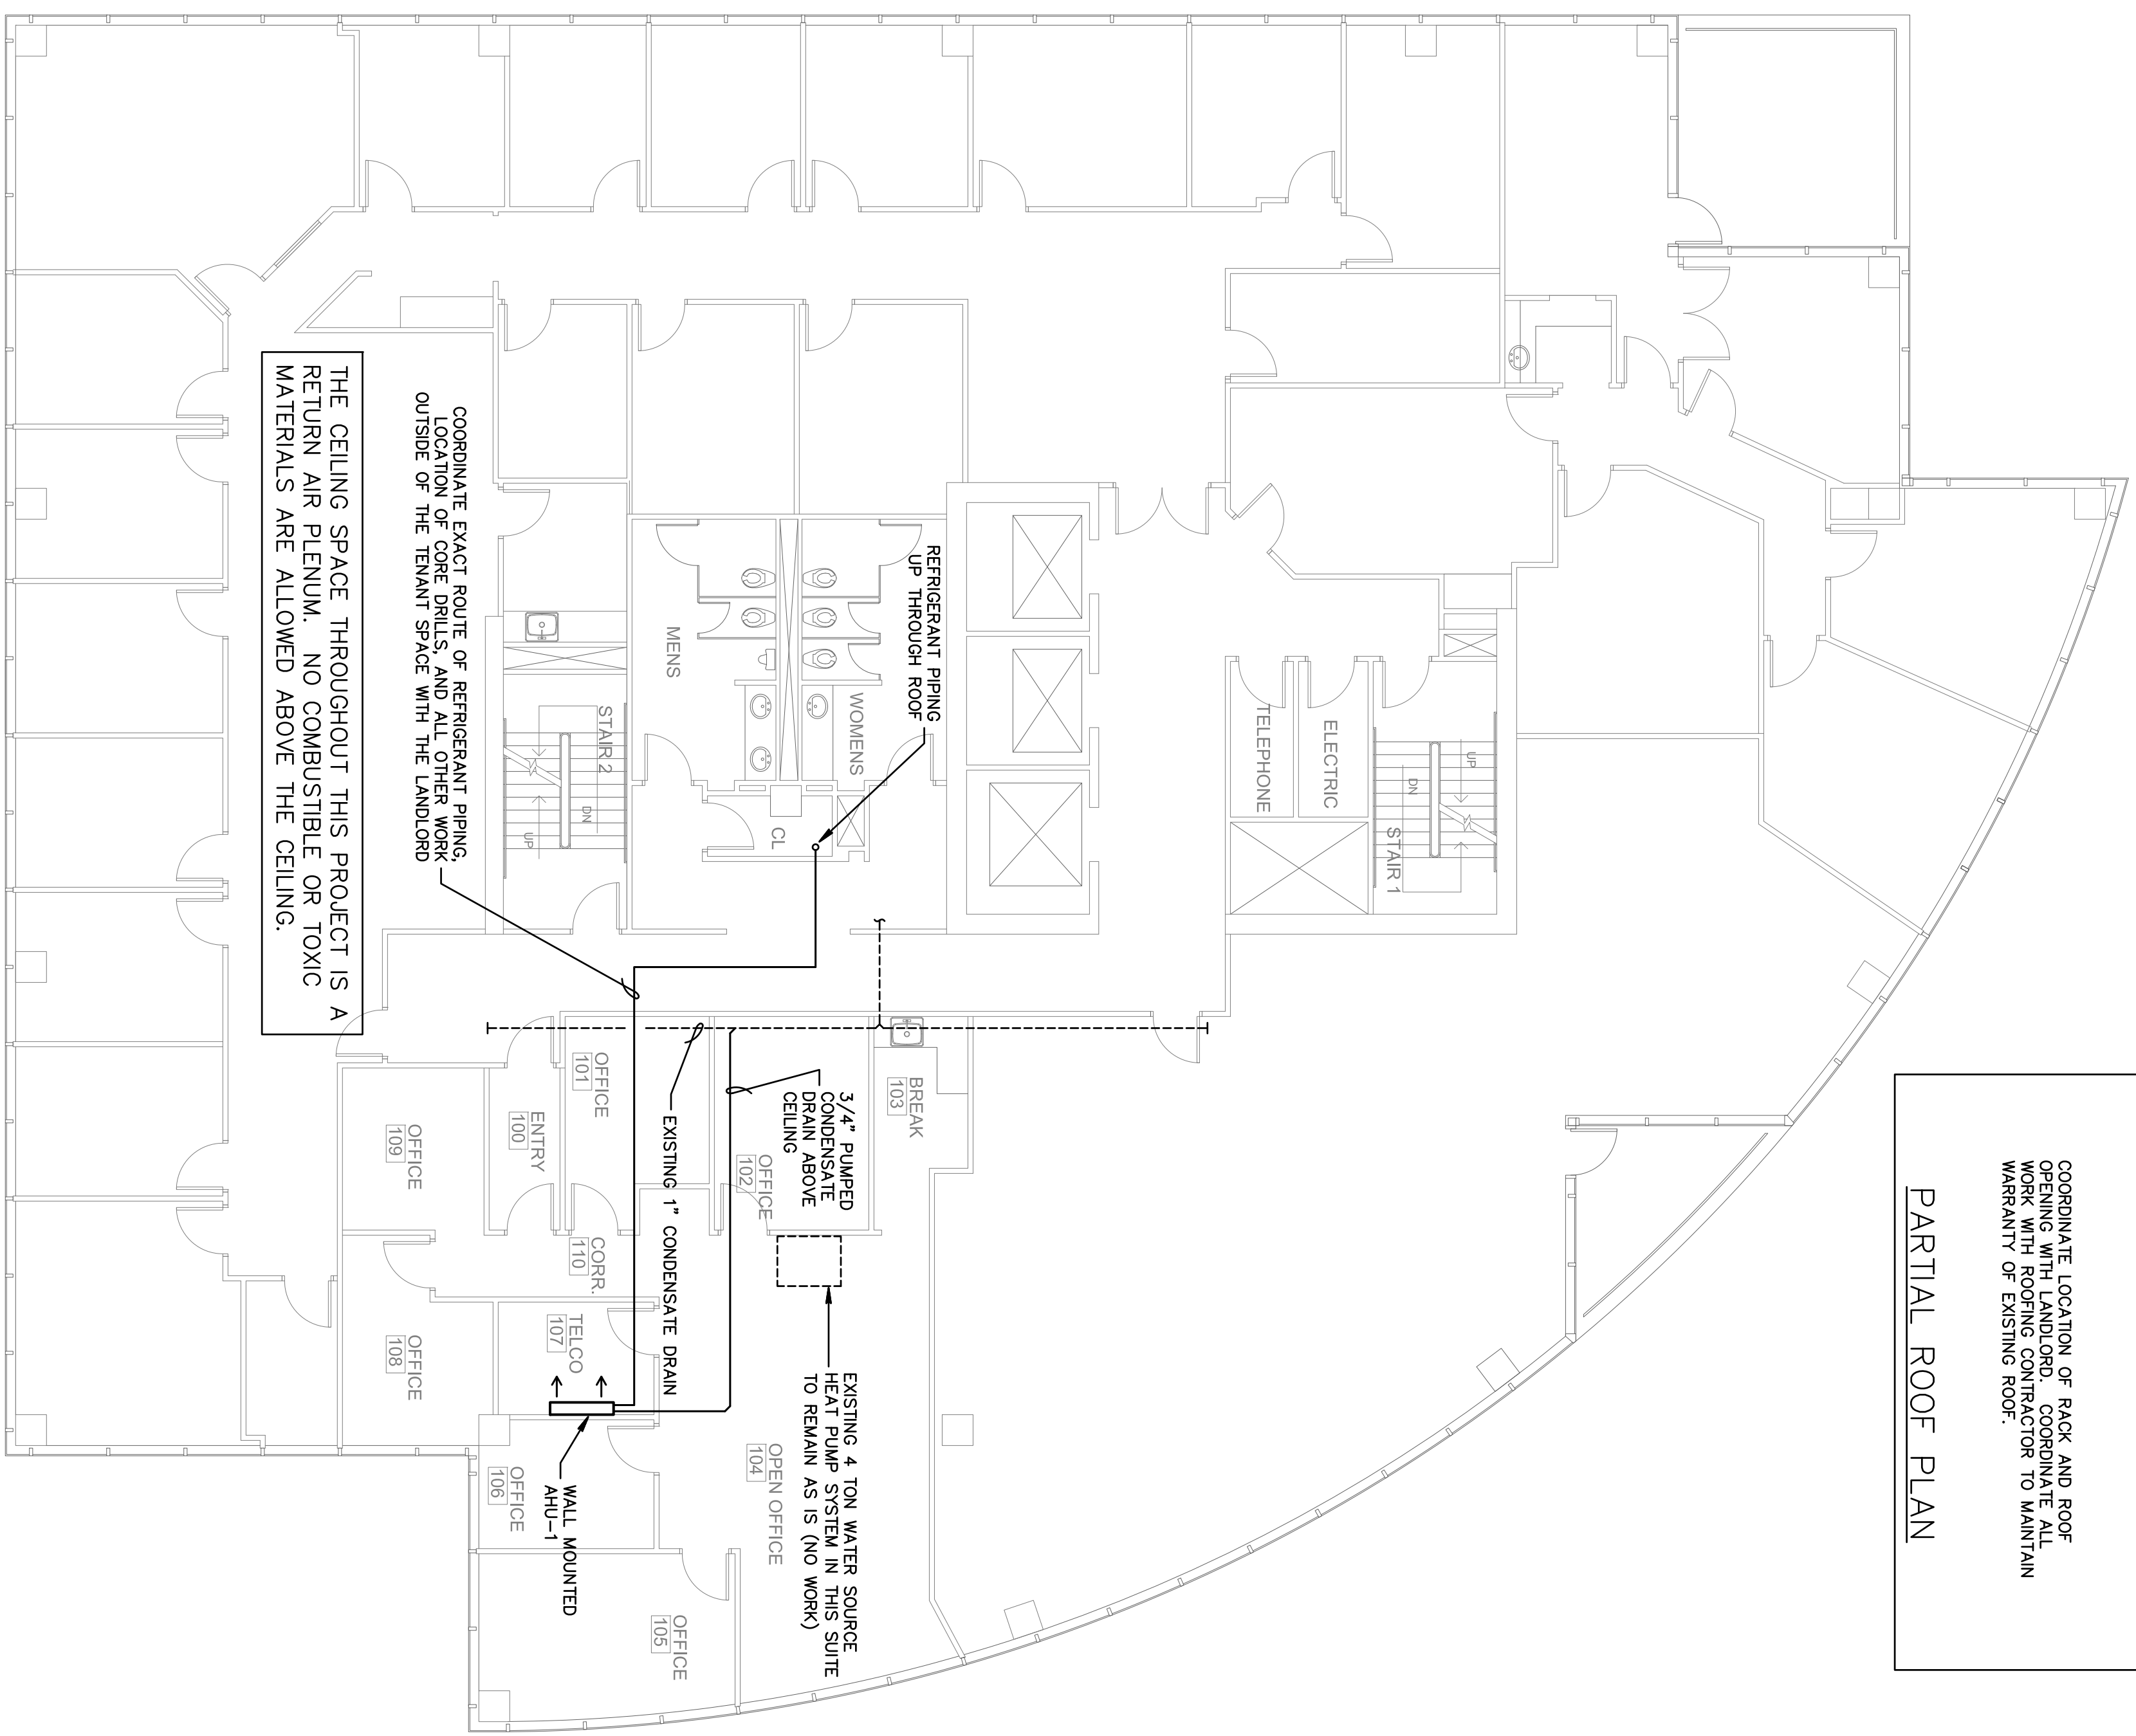 COORDINATE LOCATION OF RACK AND ROOF
OPENING WITH LANDLORD.  COORDINATE ALL
WORK WITH ROOFING CONTRACTOR TO MAINTAIN
WARRANTY OF EXISTING ROOF.
PARTIAL ROOF PLAN
UP
DN
STAIR 1
ELECTRIC
TELEPHONE
REFRIGERANT PIPING
UP THROUGH ROOF
WOMENS
MENS
CL
STAIR 2
DN
UP
COORDINATE EXACT ROUTE OF REFRIGERANT PIPING,
LOCATION OF CORE DRILLS, AND ALL OTHER WORK
OUTSIDE OF THE TENANT SPACE WITH THE LANDLORD
THE CEILING SPACE THROUGHOUT THIS PROJECT IS A
RETURN AIR PLENUM.  NO COMBUSTIBLE OR TOXIC
MATERIALS ARE ALLOWED ABOVE THE CEILING.
BREAK
103
3/4" PUMPED
CONDENSATE
DRAIN ABOVE
CEILING
OFFICE
102
EXISTING 1" CONDENSATE DRAIN
OFFICE
101
ENTRY
100
OFFICE
109
CORR.
110
TELCO
107
OFFICE
108
EXISTING 4 TON WATER SOURCE
HEAT PUMP SYSTEM IN THIS SUITE
TO REMAIN AS IS (NO WORK)
OPEN OFFICE
104
WALL MOUNTED
AHU-1
OFFICE
106
OFFICE
105